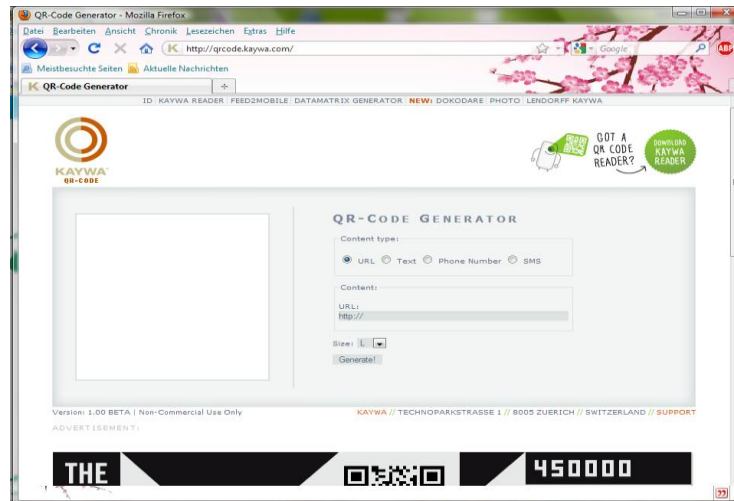 QR-Code Generator - Mozilla Firefox
Datei Bearbeiten Ansicht Chronik Lesezeichen Extras Hilfe
K http://qrcode.kaywa.com/ Google ABP
Meistbesuchte Seiten Aktuelle Nachrichten
K QR-Code Generator +
ID KAYWA READER FEED2MOBILE DATAMATRIX GENERATOR NEW: DOKODARE PHOTO LENDORFF KAYWA
GOT A
QR CODE
READER?
DOWNLOAD
KAYWA
READER
KAYWA
QR-CODE
QR-CODE GENERATOR
Content type:
URL Text Phone Number SMS
Content:
URL:
http://
Size: L
Generate!
Version: 1.00 BETA | Non-Commercial Use Only
KAYWA // TECHNOPARKSTRASSE 1 // 8005 ZUERICH // SWITZERLAND // SUPPORT
ADVERTISEMENT:
THE
450000